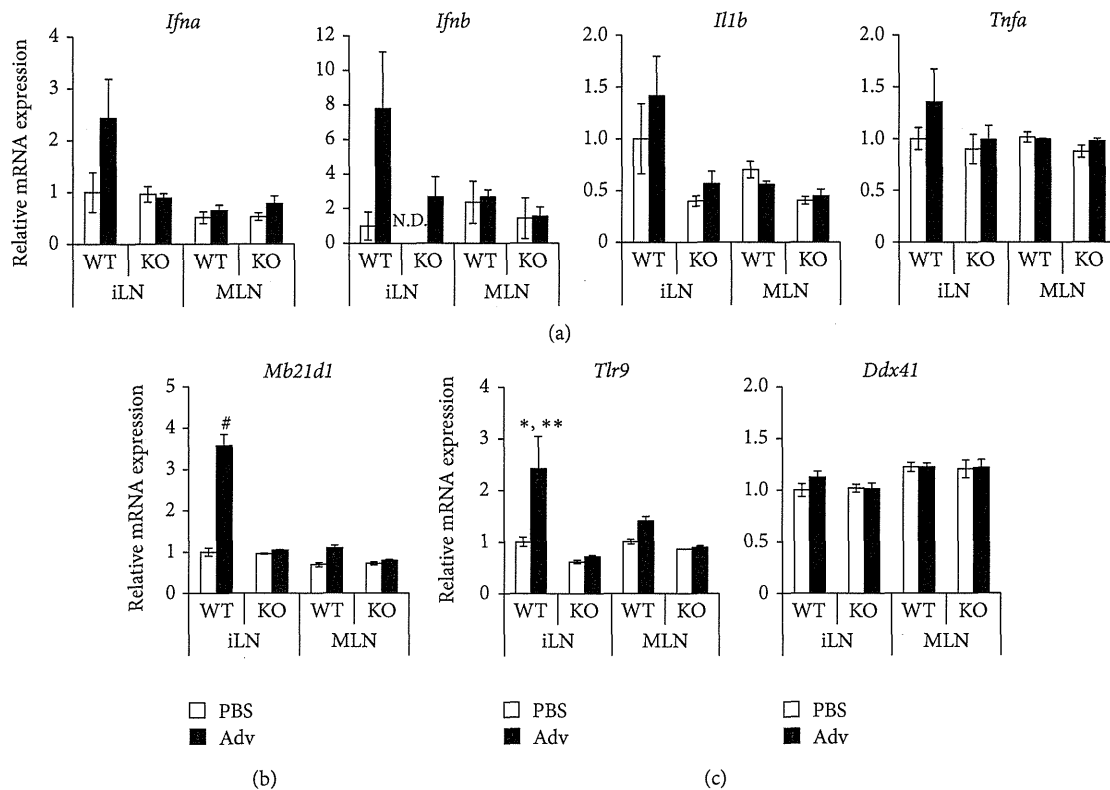 Ifna
Ifnb
Il1b
Tnfa
Relative mRNA expression
5
4
3
2
1
0
12
10
8
6
4
2
0
N.D.
2.0
1.5
1.0
0.5
0
2.0
1.5
1.0
0.5
0
WT KO WT KO
iLN MLN
WT KO WT KO
iLN MLN
WT KO WT KO
iLN MLN
WT KO WT KO
iLN MLN
(a)
Mb21d1
Tlr9
Ddx41
Relative mRNA expression
5
4
3
2
1
0
#
Relative mRNA expression
4
3
2
1
0
*, **
2.0
1.5
1.0
0.5
0
WT KO WT KO
iLN MLN
WT KO WT KO
iLN MLN
WT KO WT KO
iLN MLN
PBS
Adv
PBS
Adv
PBS
Adv
(b)
(c)